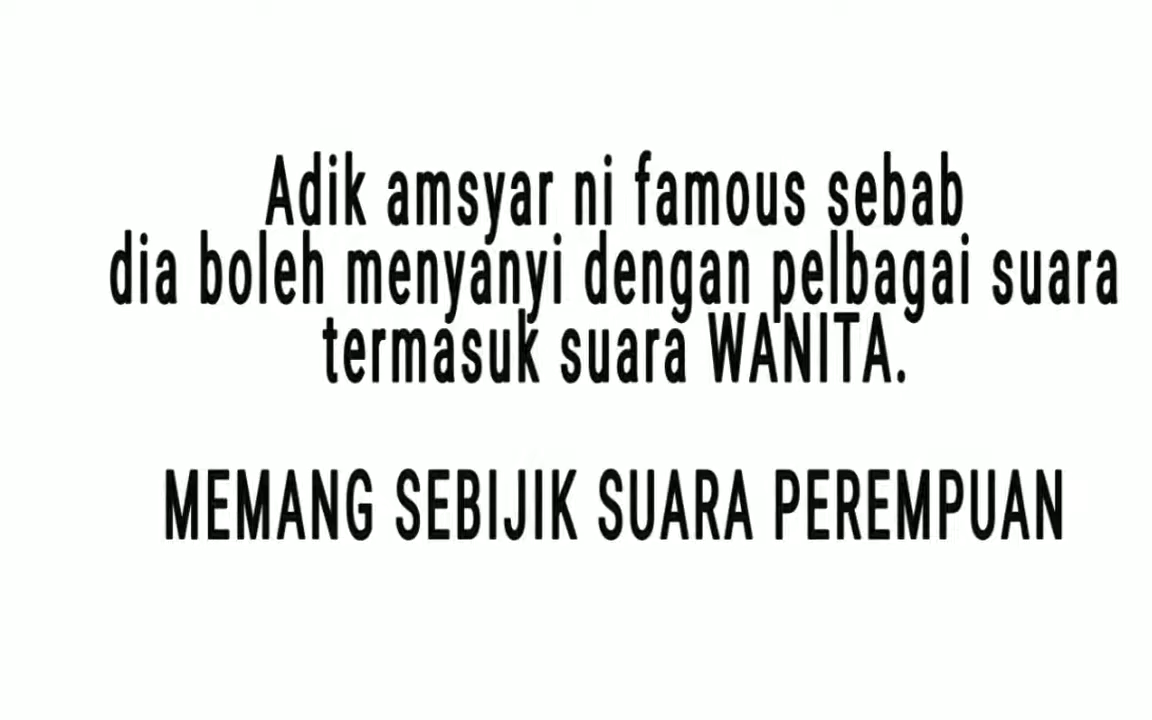 Adik amsyar ni famous sebab
dia boleh menyanyi dengan pelbagai suara
termasuk suara WANITA.
MEMANG SEBIJIK SUARA PEREMPUAN